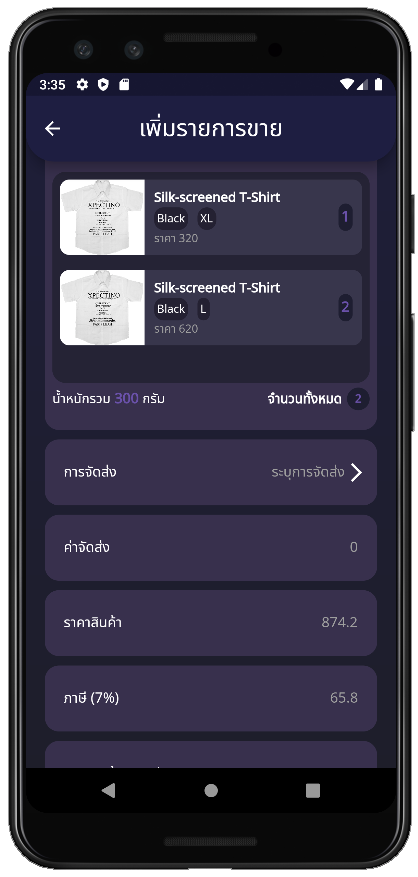 3:35
เพิ่มรายการขาย
Silk-screened T-Shirt
Black XL
1
ราคา 320
Silk-screened T-Shirt
Black L
2
ราคา 620
น้ำหนักรวม 300 กรัม
จำนวนทั้งหมด 2
การจัดส่ง ระบุการจัดส่ง
ค่าจัดส่ง 0
ราคาสินค้า 874.2
ภาษี (7%) 65.8